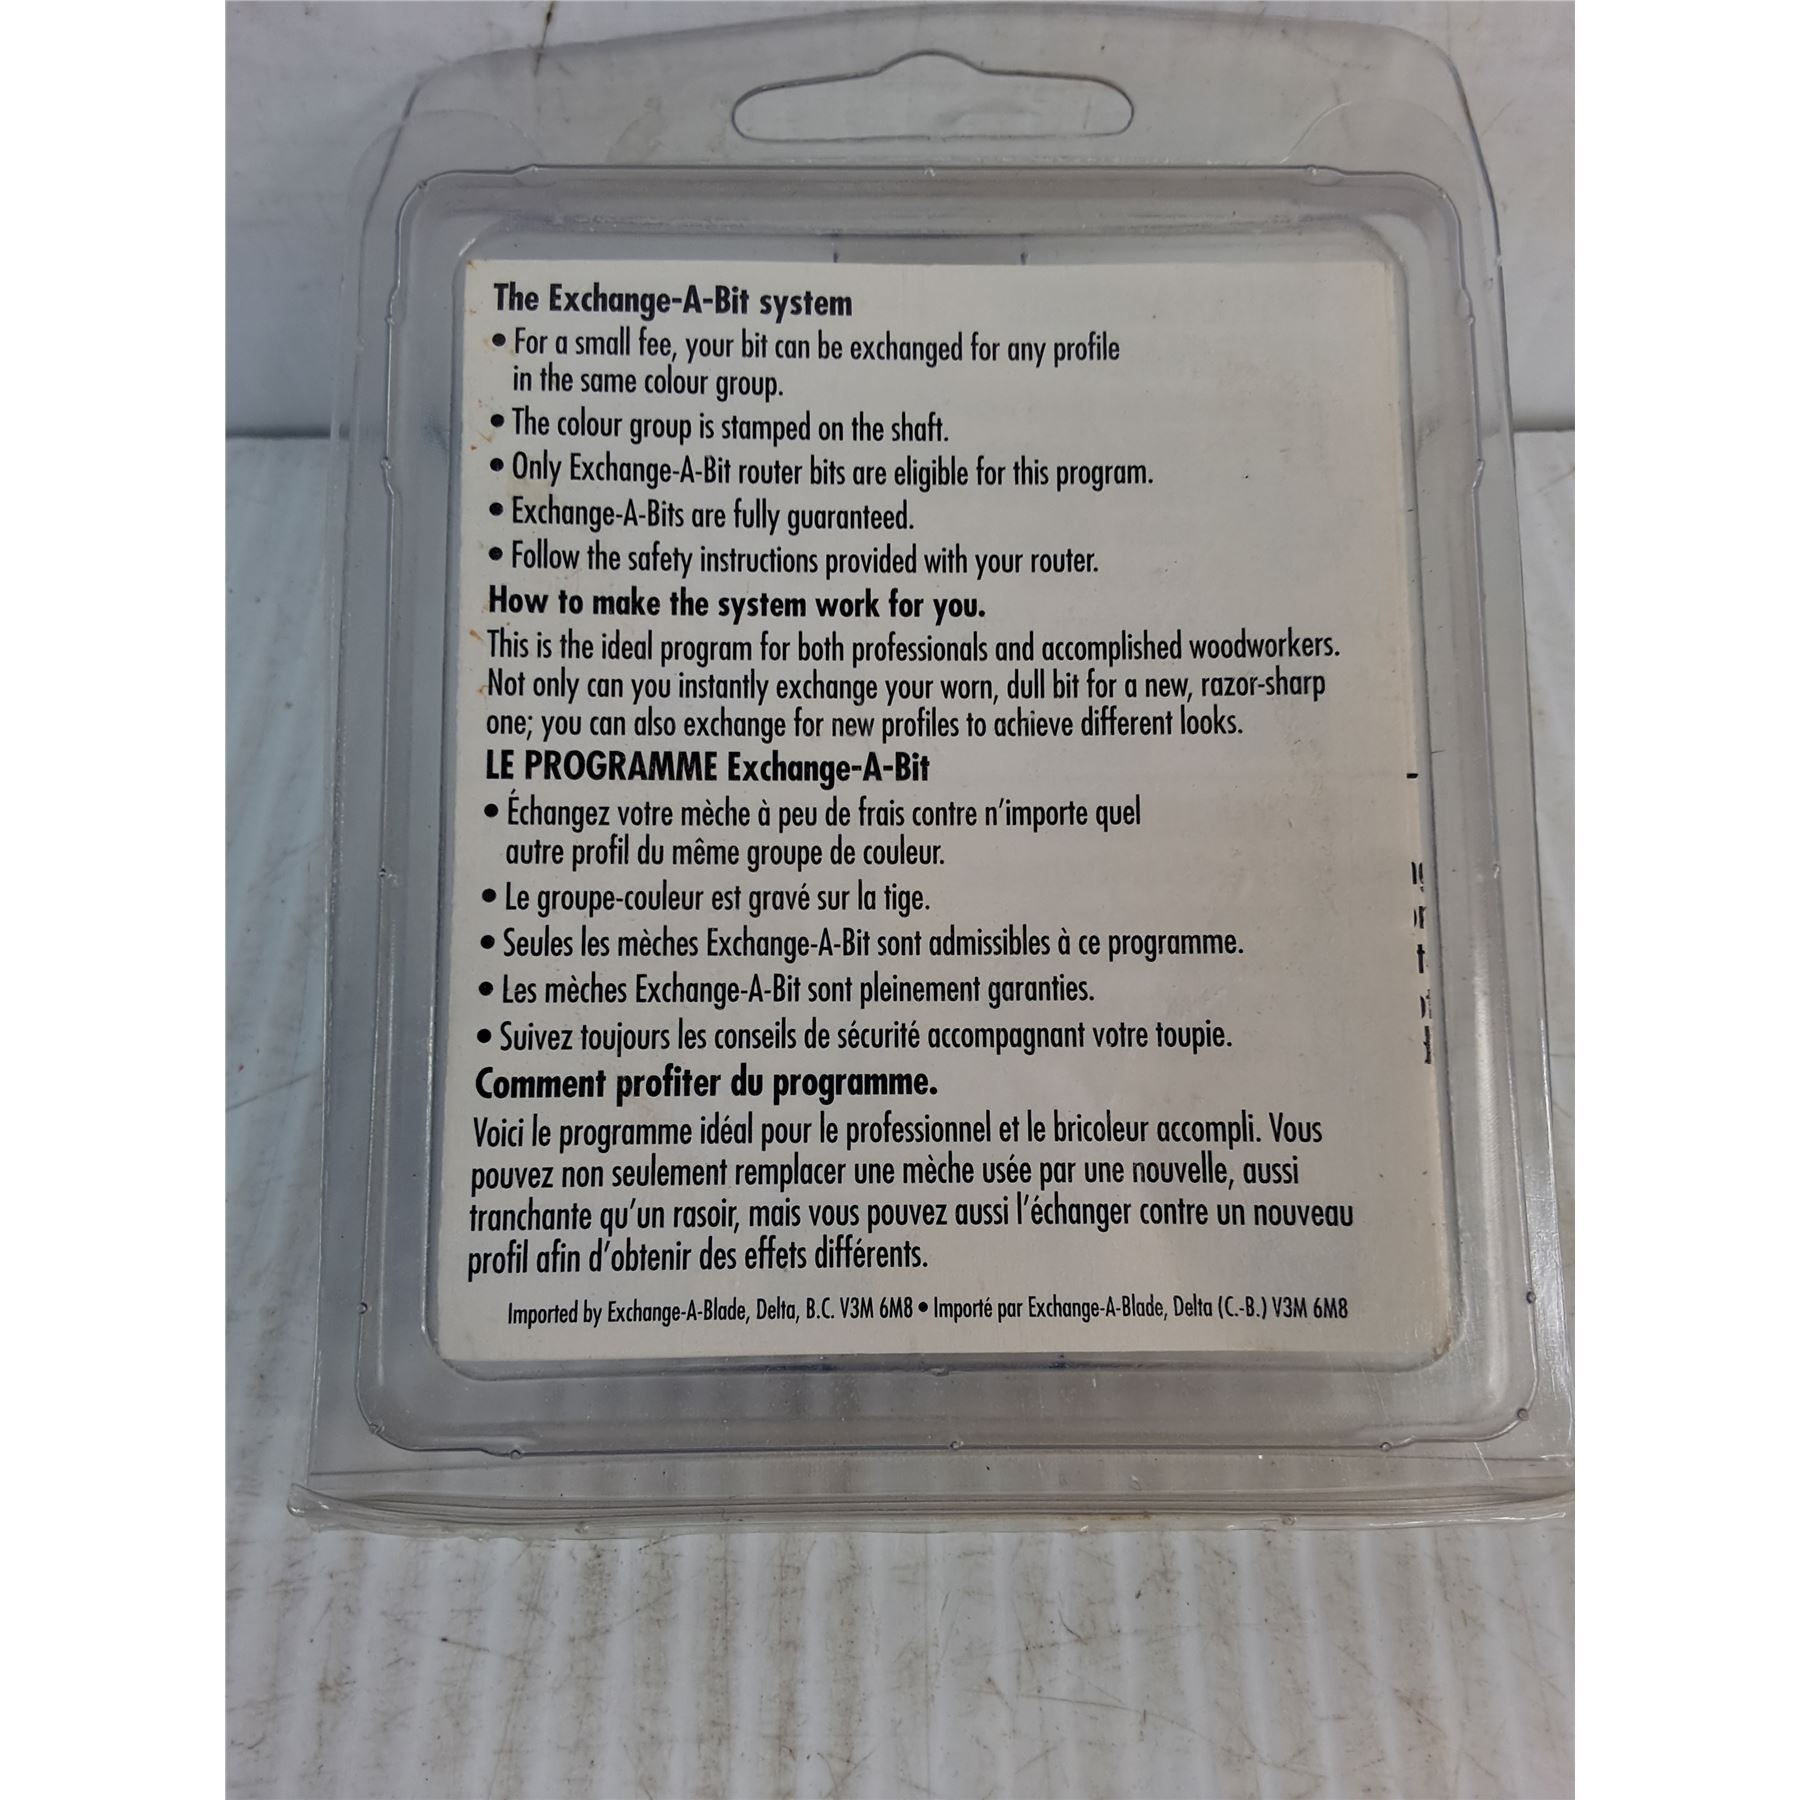 The Exchange-A-Bit system
• For a small fee, your bit can be exchanged for any profile
in the same colour group.
• The colour group is stamped on the shaft.
• Only Exchange-A-Bit router bits are eligible for this program.
• Exchange-A-Bits are fully guaranteed.
• Follow the safety instructions provided with your router.
How to make the system work for you.
This is the ideal program for both professionals and accomplished woodworkers.
Not only can you instantly exchange your worn, dull bit for a new, razor-sharp
one; you can also exchange for new profiles to achieve different looks.
LE PROGRAMME Exchange-A-Bit
• Échangez votre mèche à peu de frais contre n'importe quel
autre profil du même groupe de couleur.
• Le groupe-couleur est gravé sur la tige.
• Seules les mèches Exchange-A-Bit sont admissibles à ce programme.
• Les mèches Exchange-A-Bit sont pleinement garanties.
• Suivez toujours les conseils de sécurité accompagnant votre toupie.
Comment profiter du programme.
Voici le programme idéal pour le professionnel et le bricoleur accompli. Vous
pouvez non seulement remplacer une mèche usée par une nouvelle, aussi
tranchante qu'un rasoir, mais vous pouvez aussi l'échanger contre un nouveau
profil afin d'obtenir des effets différents.
Imported by Exchange-A-Blade, Delta, B.C. V3M 6M8 • Importé par Exchange-A-Blade, Delta (C.-B.) V3M 6M8